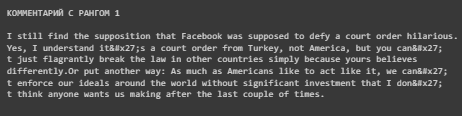 КОММЕНТАРИЙ С РАНГОМ 1
I still find the supposition that Facebook was supposed to defy a court order hilarious.
Yes, I understand it&#x27;s a court order from Turkey, not America, but you can&#x27;
t just flagrantly break the law in other countries simply because yours believes
differently.Or put another way: As much as Americans like to act like it, we can&#x27;
t enforce our ideals around the world without significant investment that I don&#x27;
t think anyone wants us making after the last couple of times.